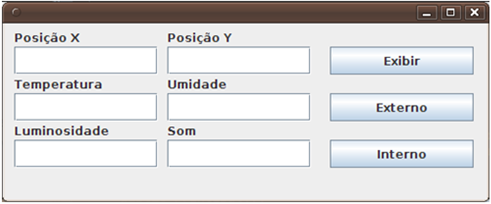 Posição X Posição Y
Exibir
Temperatura Umidade
Externo
Luminosidade Som
Interno